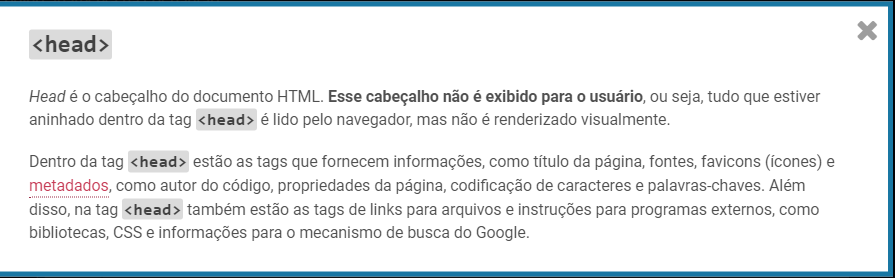 <head>
Head é o cabeçalho do documento HTML. Esse cabeçalho não é exibido para o usuário, ou seja, tudo que estiver
aninhado dentro da tag <head> é lido pelo navegador, mas não é renderizado visualmente.
Dentro da tag <head> estão as tags que fornecem informações, como título da página, fontes, favicons (ícones) e
metadados, como autor do código, propriedades da página, codificação de caracteres e palavras-chaves. Além
disso, na tag <head> também estão as tags de links para arquivos e instruções para programas externos, como
bibliotecas, CSS e informações para o mecanismo de busca do Google.